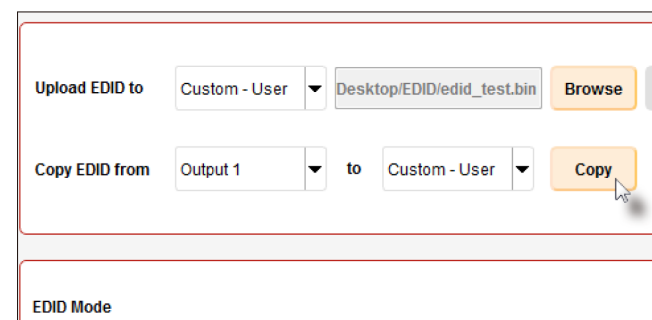 Upload EDID to Custom - User Desktop/EDID/edid_test.bin Browse
Copy EDID from Output 1 to Custom - User Copy
EDID Mode